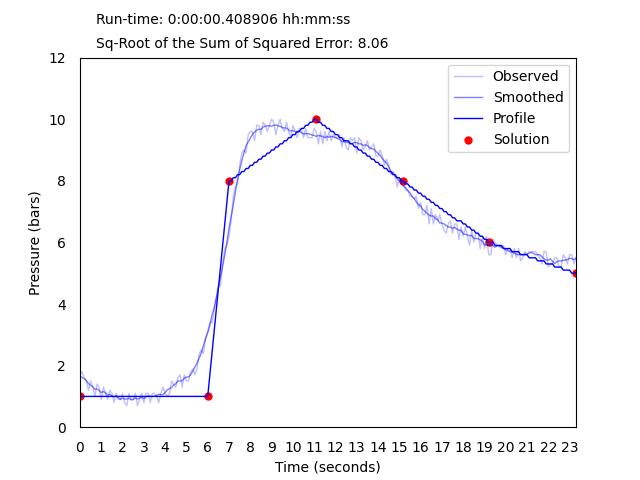 Run-time: 0:00:00.408906 hh:mm:ss
Sq-Root of the Sum of Squared Error: 8.06
12
10
8
6
4
2
0
Pressure (bars)
Observed
Smoothed
Profile
Solution
0 1 2 3 4 5 6 7 8 9 10 11 12 13 14 15 16 17 18 19 20 21 22 23
Time (seconds)